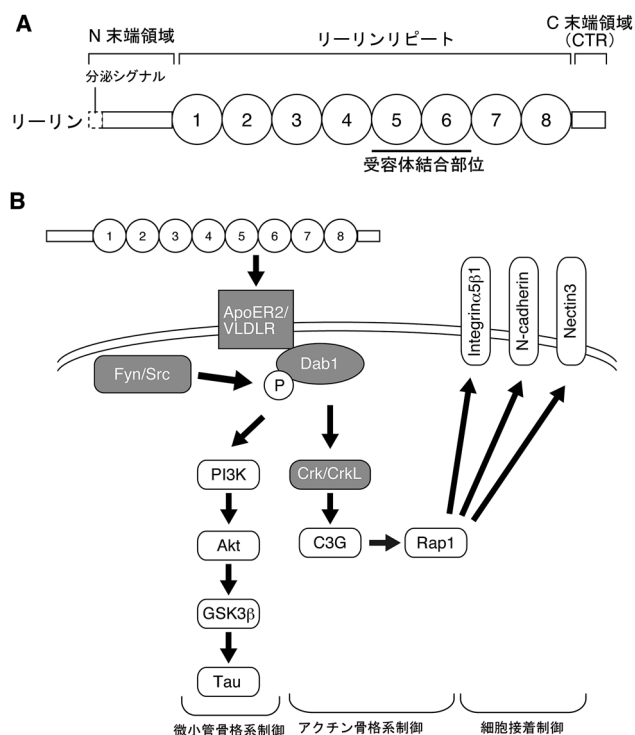 A
N 末端領域
リーリンリピート
C 末端領域
(CTR)
分泌シグナル
リーリン
1 2 3 4 5 6 7 8
受容体結合部位
B
1 2 3 4 5 6 7 8
ApoER2/
VLDLR
Integrinα5β1
N-cadherin
Nectin3
Fyn/Src
Dab1
P
PI3K
Crk/CrkL
Akt
C3G
Rap1
GSK3β
Tau
微小管骨格系制御
アクチン骨格系制御
細胞接着制御